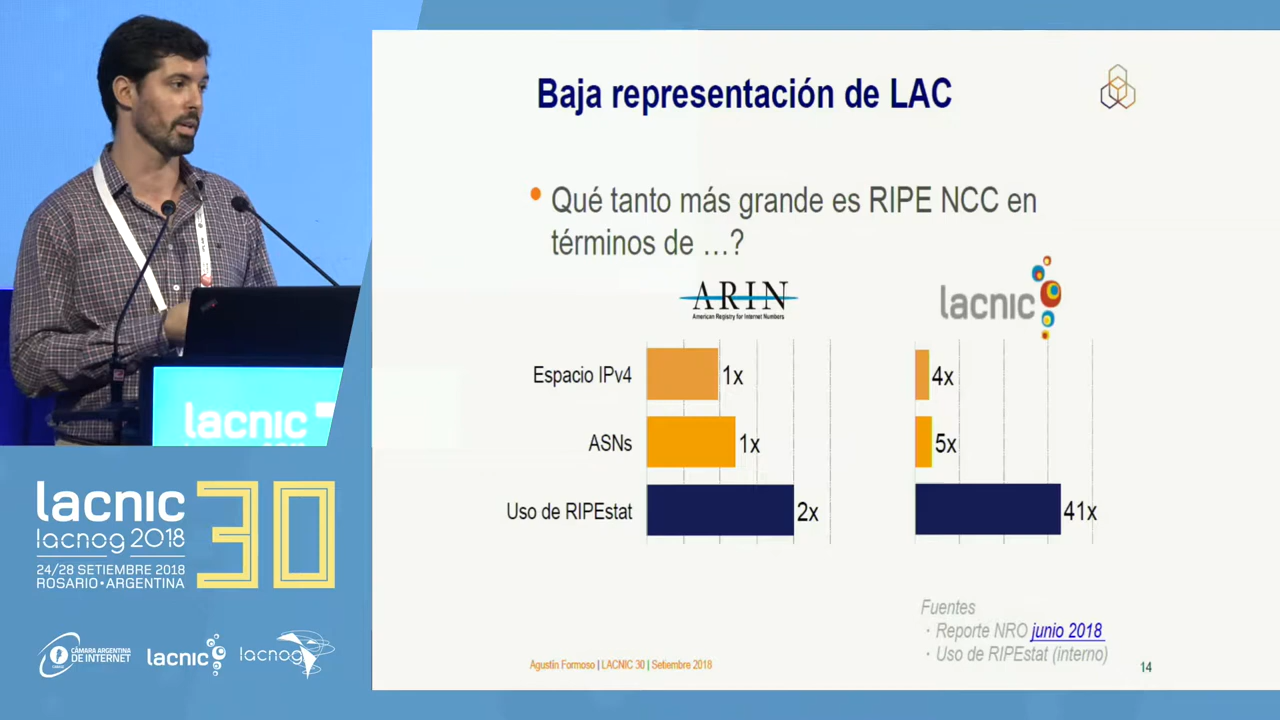 Baja representación de LAC
• Qué tanto más grande es RIPE NCC en
términos de …?
ARIN
American Registry for Internet Numbers
lacnic
Espacio IPv4
1x
4x
ASNs
1x
5x
Uso de RIPEstat
2x
41x
Fuentes
· Reporte NRO junio 2018
· Uso de RIPEstat (interno)
Agustín Formoso | LACNIC 30 | Setiembre 2018
14
lacnic
lacnic
30
lacnog 2018
24/28 SETIEMBRE 2018
ROSARIO • ARGENTINA
CÁMARA ARGENTINA
DE INTERNET
lacnic
lacnog